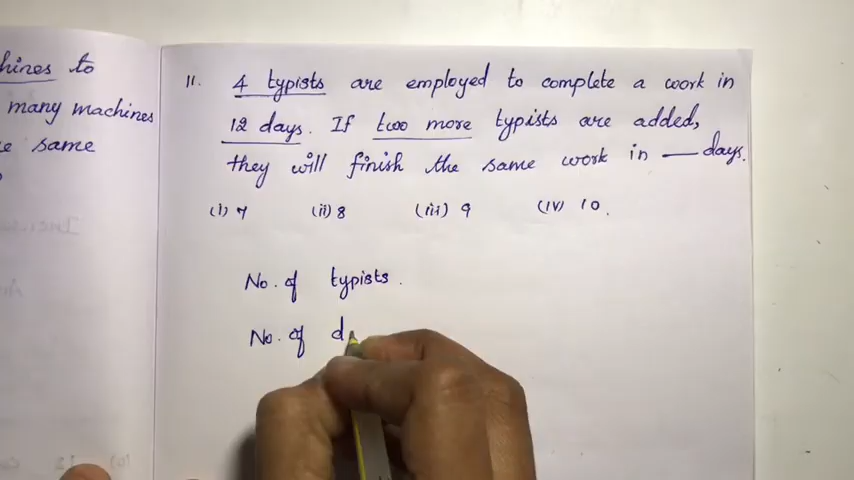 hines to
many machines
same
11. 4 typists are employed to complete a work in
12 days. If two more typists are added,
they will finish the same work in — days.
(i) 7 (ii) 8 (iii) 9 (iv) 10.
No. of typists.
No. of d